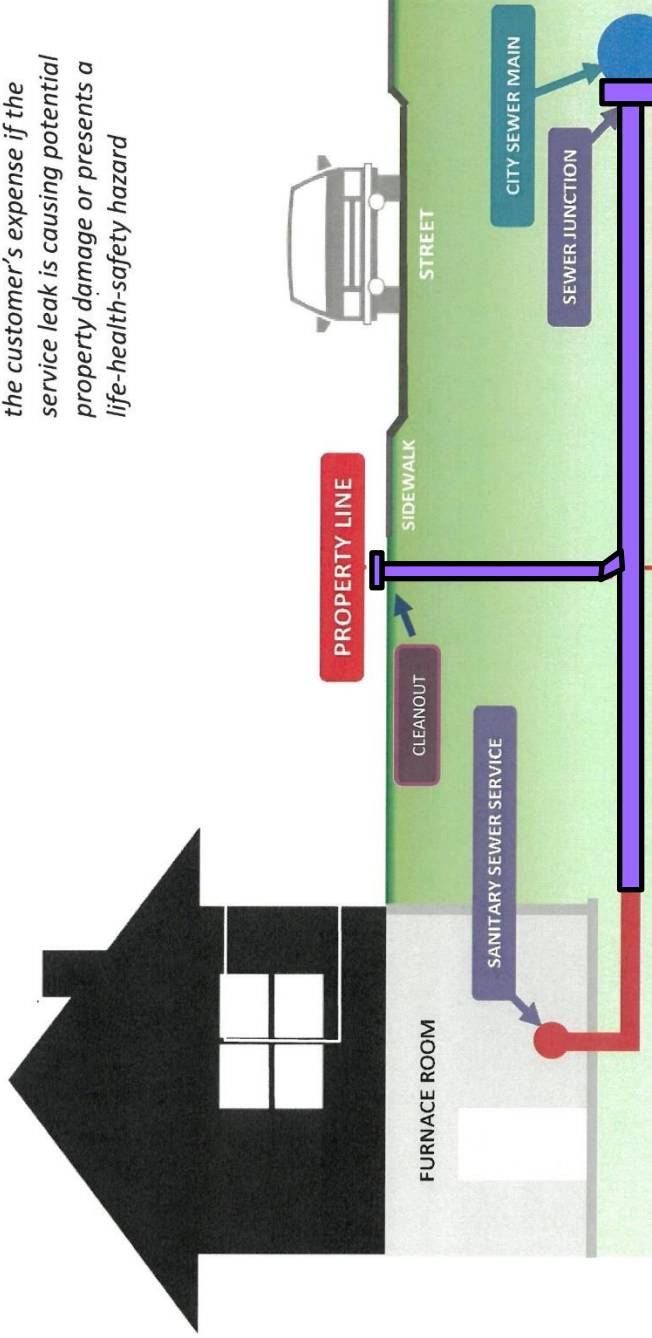 the customer's expense if the
service leak is causing potential
property damage or presents a
life-health-safety hazard
PROPERTY LINE
SIDEWALK
STREET
CLEANOUT
CITY SEWER MAIN
SEWER JUNCTION
SANITARY SEWER SERVICE
FURNACE ROOM